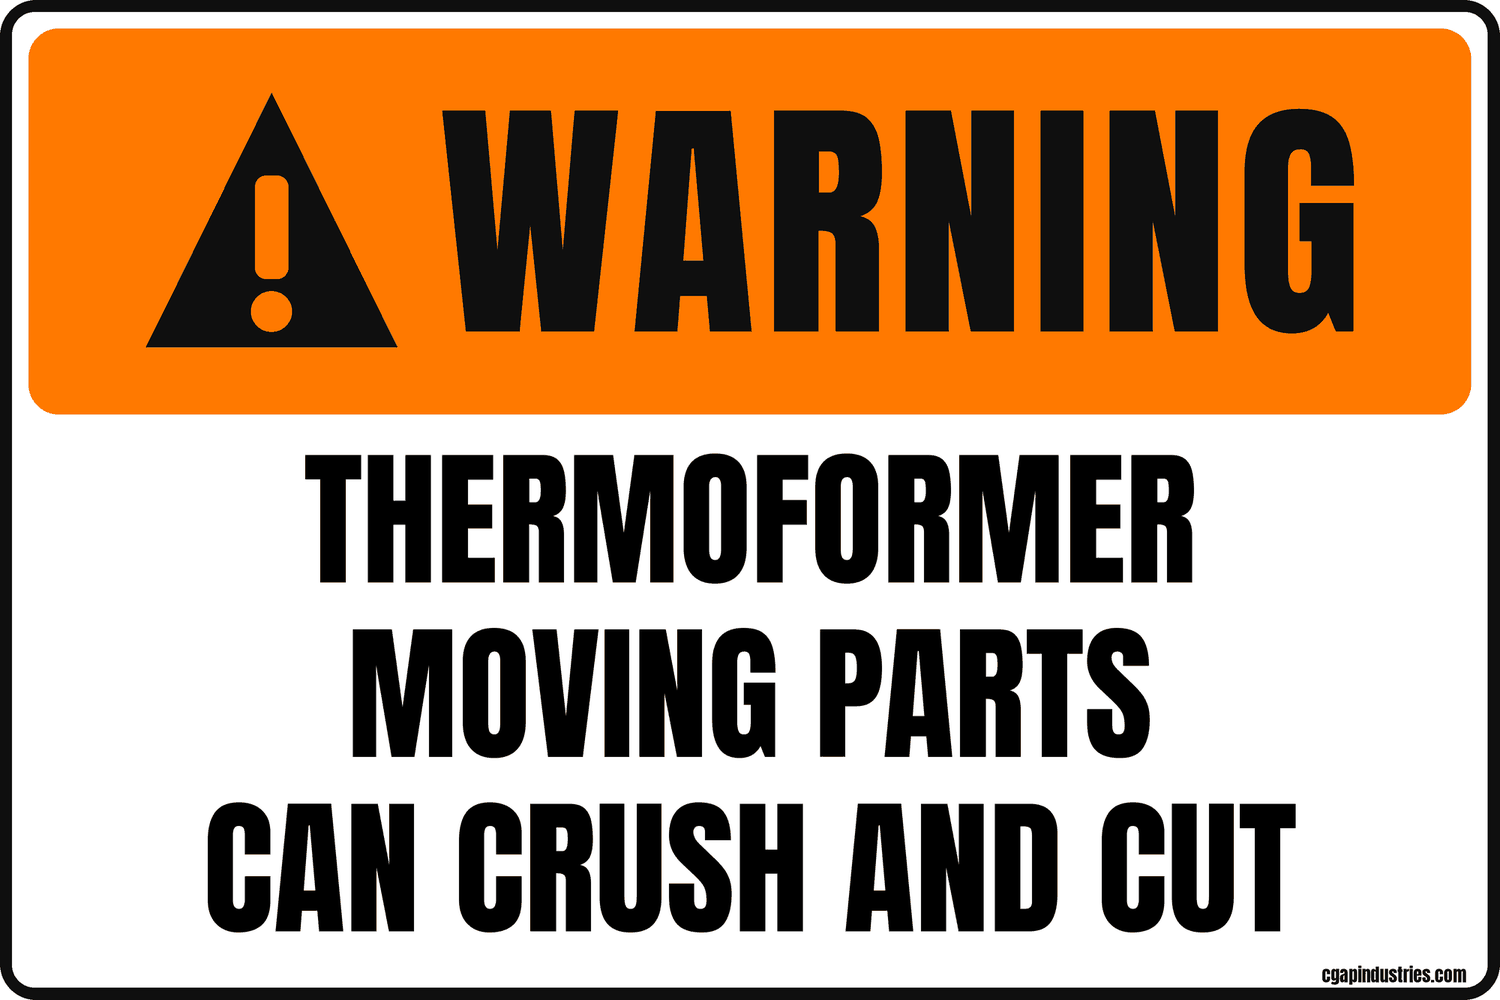 WARNING
THERMOFORMER
MOVING PARTS
CAN CRUSH AND CUT
cgapindustries.com